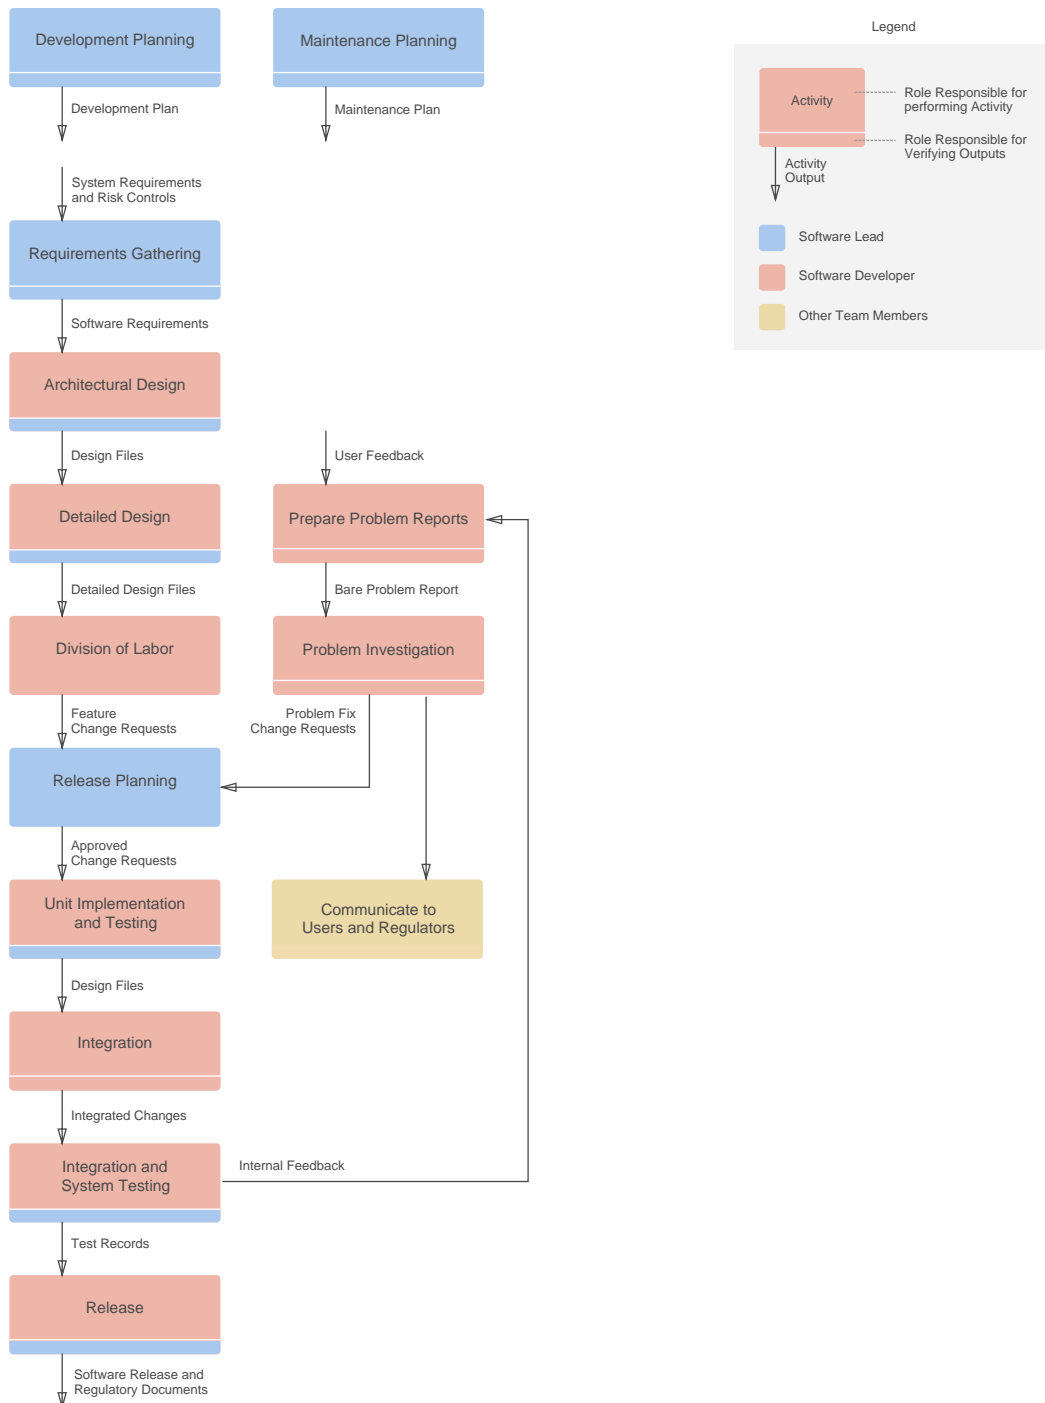 Development Planning
Maintenance Planning
Legend
Development Plan
Maintenance Plan
Activity
Role Responsible for
performing Activity
Role Responsible for
Verifying Outputs
Activity
Output
System Requirements
and Risk Controls
Requirements Gathering
Software Lead
Software Developer
Other Team Members
Software Requirements
Architectural Design
Design Files
User Feedback
Detailed Design
Prepare Problem Reports
Detailed Design Files
Bare Problem Report
Division of Labor
Problem Investigation
Feature
Change Requests
Problem Fix
Change Requests
Release Planning
Approved
Change Requests
Unit Implementation
and Testing
Communicate to
Users and Regulators
Design Files
Integration
Integrated Changes
Integration and
System Testing
Internal Feedback
Test Records
Release
Software Release and
Regulatory Documents